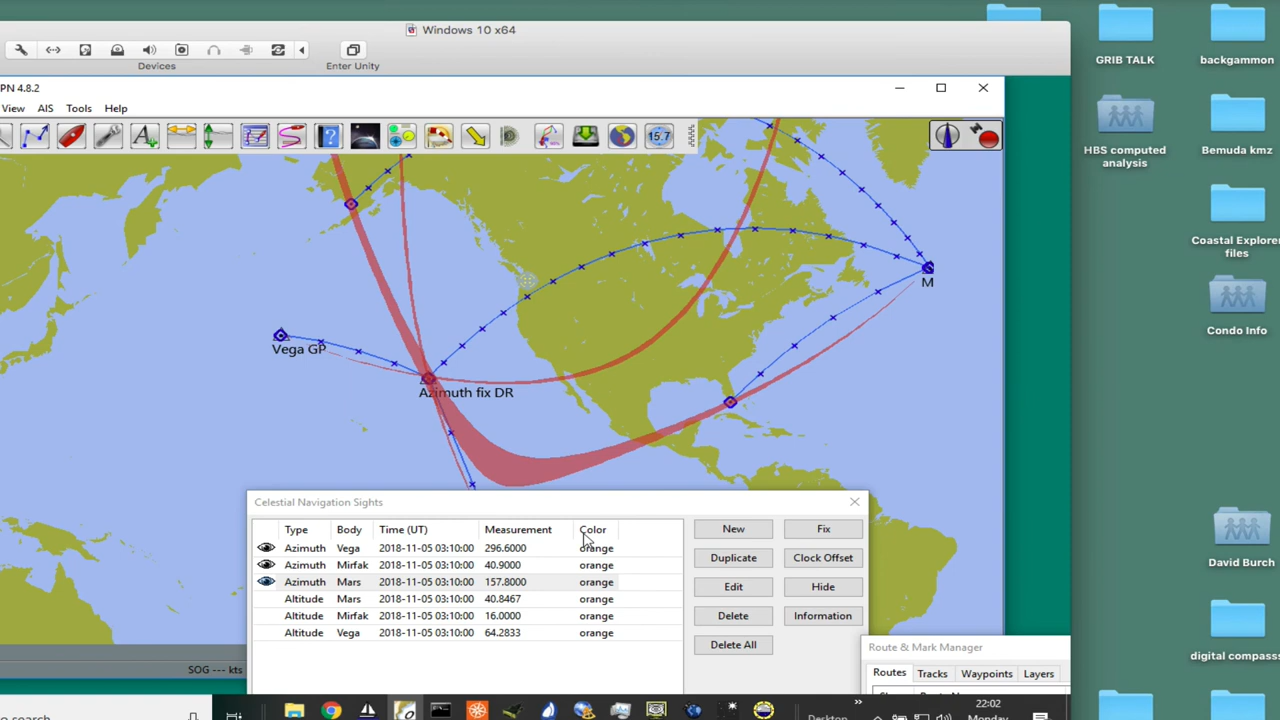 Windows 10 x64
Devices
Enter Unity
PN 4.8.2
View AIS Tools Help
15.7
GRIB TALK
backgammon
HBS computed
analysis
Bemuda kmz
Coastal Explorer
files
Condo Info
David Burch
digital compass
M
Vega GP
Azimuth fix DR
Celestial Navigation Sights
Type Body Time (UT) Measurement Color
Azimuth Vega 2018-11-05 03:10:00 296.6000 orange
Azimuth Mirfak 2018-11-05 03:10:00 40.9000 orange
Azimuth Mars 2018-11-05 03:10:00 157.8000 orange
Altitude Mars 2018-11-05 03:10:00 40.8467 orange
Altitude Mirfak 2018-11-05 03:10:00 16.0000 orange
Altitude Vega 2018-11-05 03:10:00 64.2833 orange
New Fix
Duplicate Clock Offset
Edit Hide
Delete Information
Delete All
SOG --- kts
Route & Mark Manager
Routes Tracks Waypoints Layers
o search
Desktop
22:02
Monday